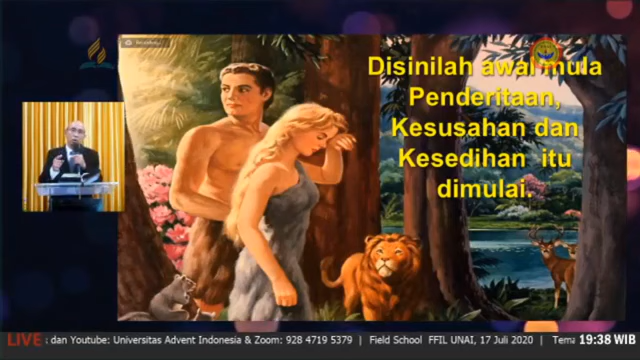 Disinilah awal mula
Penderitaan,
Kesusahan dan
Kesedihan itu
dimulai.
LIVE
dan Youtube: Universitas Advent Indonesia & Zoom: 928 4719 5379 | Field School FFIL UNAI, 17 Juli 2020 | Tema
19:38 WIB